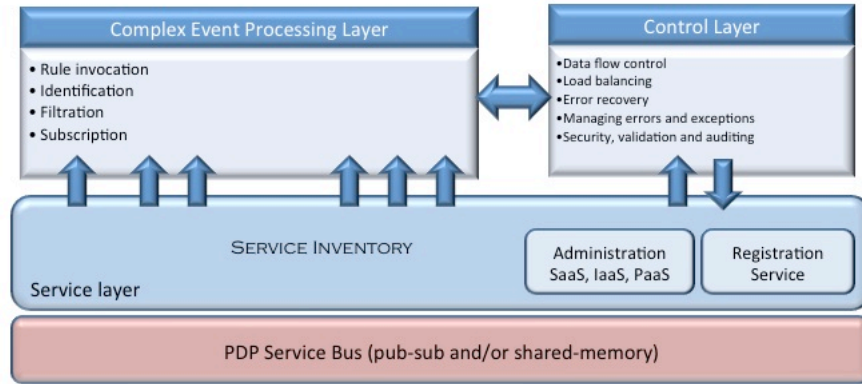 Complex Event Processing Layer
• Rule invocation
• Identification
• Filtration
• Subscription
Control Layer
•Data flow control
•Load balancing
•Error recovery
•Managing errors and exceptions
•Security, validation and auditing
SERVICE INVENTORY
Administration
SaaS, IaaS, PaaS
Registration
Service
Service layer
PDP Service Bus (pub-sub and/or shared-memory)